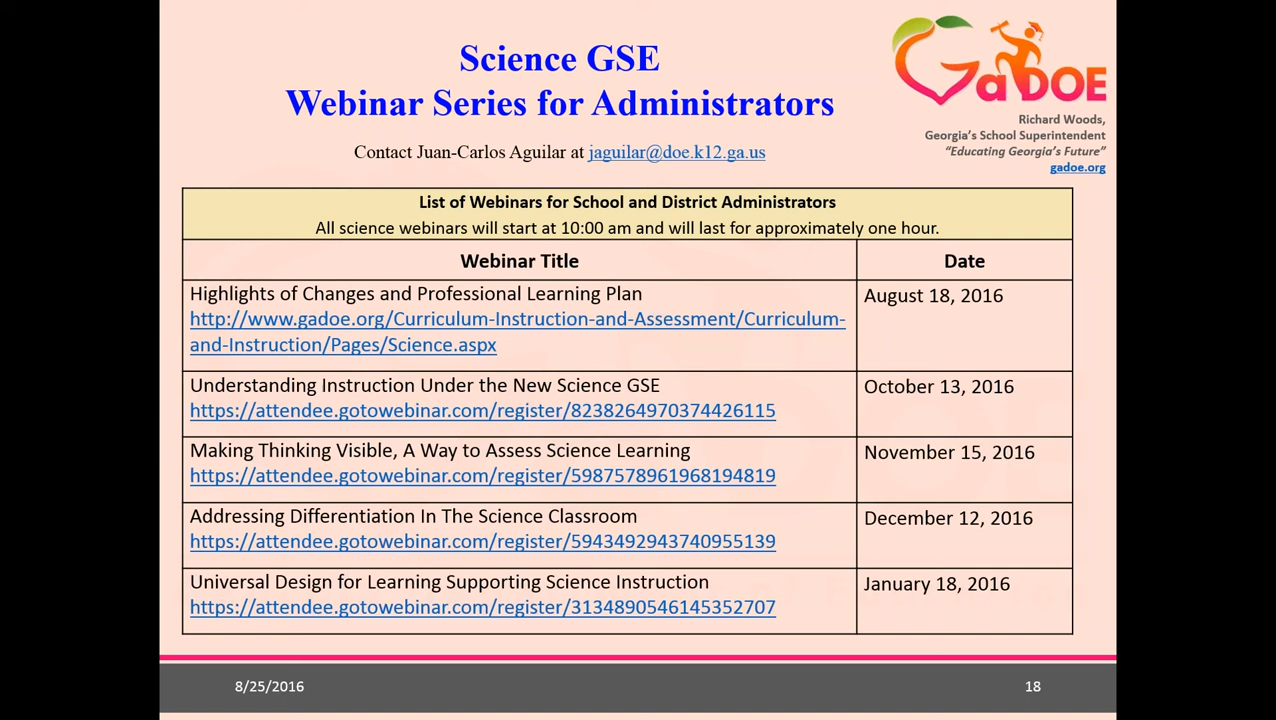 Science GSE
Webinar Series for Administrators
Contact Juan-Carlos Aguilar at jaguilar@doe.k12.ga.us
GaDOE
Richard Woods,
Georgia's School Superintendent
"Educating Georgia's Future"
gadoe.org
List of Webinars for School and District Administrators
All science webinars will start at 10:00 am and will last for approximately one hour.
Webinar Title
Date
Highlights of Changes and Professional Learning Plan
http://www.gadoe.org/Curriculum-Instruction-and-Assessment/Curriculum-
and-Instruction/Pages/Science.aspx
August 18, 2016
Understanding Instruction Under the New Science GSE
https://attendee.gotowebinar.com/register/8238264970374426115
October 13, 2016
Making Thinking Visible, A Way to Assess Science Learning
https://attendee.gotowebinar.com/register/5987578961968194819
November 15, 2016
Addressing Differentiation In The Science Classroom
https://attendee.gotowebinar.com/register/5943492943740955139
December 12, 2016
Universal Design for Learning Supporting Science Instruction
https://attendee.gotowebinar.com/register/3134890546145352707
January 18, 2016
8/25/2016
18